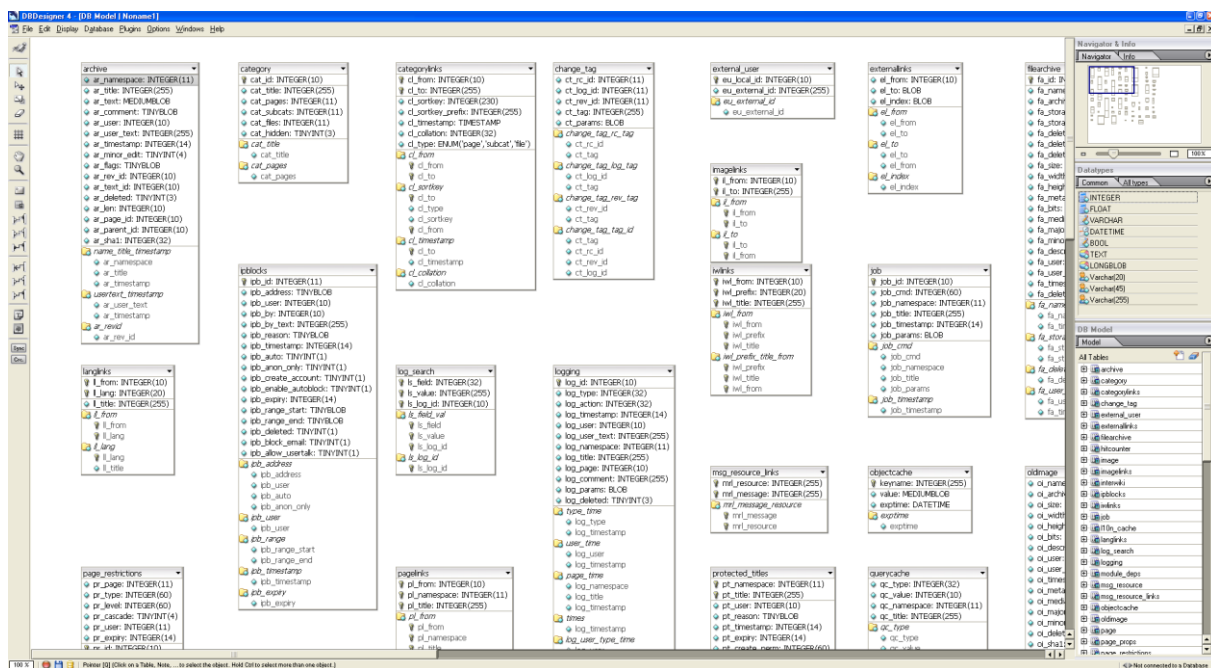 DBDesigner 4 - [DB Model | Noname1]
File Edit Display Database Plugins Options Windows Help
archive
ar_namespace: INTEGER(11)
ar_title: INTEGER(255)
ar_text: MEDIUMBLOB
ar_comment: TINYBLOB
ar_user: INTEGER(10)
ar_user_text: INTEGER(255)
ar_timestamp: INTEGER(14)
ar_minor_edit: TINYINT(4)
ar_flags: TINYBLOB
ar_rev_id: INTEGER(10)
ar_text_id: INTEGER(10)
ar_deleted: TINYINT(3)
ar_len: INTEGER(10)
ar_page_id: INTEGER(10)
ar_parent_id: INTEGER(10)
ar_sha1: INTEGER(32)
name_title_timestamp
ar_namespace
ar_title
ar_timestamp
usertext_timestamp
ar_user_text
ar_timestamp
ar_revid
ar_rev_id
category
cat_id: INTEGER(10)
cat_title: INTEGER(255)
cat_pages: INTEGER(11)
cat_subcats: INTEGER(11)
cat_files: INTEGER(11)
cat_hidden: TINYINT(3)
cat_title
cat_title
cat_pages
cat_pages
categorylinks
cl_from: INTEGER(10)
cl_to: INTEGER(255)
cl_sortkey: INTEGER(230)
cl_sortkey_prefix: INTEGER(255)
cl_timestamp: TIMESTAMP
cl_collation: INTEGER(32)
cl_type: ENUM('page','subcat','file')
cl_from
cl_from
cl_to
cl_sortkey
cl_to
cl_type
cl_sortkey
cl_from
cl_timestamp
cl_to
cl_timestamp
cl_collation
cl_collation
change_tag
ct_rc_id: INTEGER(11)
ct_log_id: INTEGER(11)
ct_rev_id: INTEGER(11)
ct_tag: INTEGER(255)
ct_params: BLOB
change_tag_rc_tag
ct_rc_id
ct_tag
change_tag_log_tag
ct_log_id
ct_tag
change_tag_rev_tag
ct_rev_id
ct_tag
change_tag_tag_id
ct_tag
ct_rc_id
ct_rev_id
ct_log_id
external_user
eu_local_id: INTEGER(10)
eu_external_id: INTEGER(255)
eu_external_id
eu_external_id
externallinks
el_from: INTEGER(10)
el_to: BLOB
el_index: BLOB
el_from
el_from
el_to
el_to
el_to
el_from
el_index
el_index
filearchive
imagelinks
il_from: INTEGER(10)
il_to: INTEGER(255)
il_from
il_from
il_to
il_to
il_to
il_from
ipblocks
ipb_id: INTEGER(11)
ipb_address: TINYBLOB
ipb_user: INTEGER(10)
ipb_by: INTEGER(10)
ipb_by_text: INTEGER(255)
ipb_reason: TINYBLOB
ipb_timestamp: INTEGER(14)
ipb_auto: TINYINT(1)
ipb_anon_only: TINYINT(1)
ipb_create_account: TINYINT(1)
ipb_enable_autoblock: TINYINT(1)
ipb_expiry: INTEGER(14)
ipb_range_start: TINYBLOB
ipb_range_end: TINYBLOB
ipb_deleted: TINYINT(1)
ipb_block_email: TINYINT(1)
ipb_allow_usertalk: TINYINT(1)
ipb_address
ipb_address
ipb_user
ipb_auto
ipb_anon_only
ipb_user
ipb_user
ipb_range
ipb_range_start
ipb_range_end
ipb_timestamp
ipb_timestamp
ipb_expiry
ipb_expiry
iwlinks
iwl_from: INTEGER(10)
iwl_prefix: INTEGER(20)
iwl_title: INTEGER(255)
iwl_from
iwl_from
iwl_prefix
iwl_title
iwl_prefix_title_from
iwl_prefix
iwl_title
iwl_from
job
job_id: INTEGER(10)
job_cmd: INTEGER(60)
job_namespace: INTEGER(11)
job_title: INTEGER(255)
job_timestamp: INTEGER(14)
job_params: BLOB
job_cmd
job_cmd
job_namespace
job_title
job_params
job_timestamp
job_timestamp
langlinks
ll_from: INTEGER(10)
ll_lang: INTEGER(20)
ll_title: INTEGER(255)
ll_from
ll_from
ll_lang
ll_lang
ll_lang
ll_title
log_search
ls_field: INTEGER(32)
ls_value: INTEGER(255)
ls_log_id: INTEGER(10)
ls_field_val
ls_field
ls_value
ls_log_id
ls_log_id
ls_log_id
logging
log_id: INTEGER(10)
log_type: INTEGER(32)
log_action: INTEGER(32)
log_timestamp: INTEGER(14)
log_user: INTEGER(10)
log_user_text: INTEGER(255)
log_namespace: INTEGER(11)
log_title: INTEGER(255)
log_page: INTEGER(10)
log_comment: INTEGER(255)
log_params: BLOB
log_deleted: TINYINT(3)
type_time
log_type
log_timestamp
user_time
log_user
log_timestamp
page_time
log_namespace
log_title
log_timestamp
times
log_timestamp
log_user_type_time
msg_resource_links
mrl_resource: INTEGER(255)
mrl_message: INTEGER(255)
mrl_message_resource
mrl_message
mrl_resource
objectcache
keyname: INTEGER(255)
value: MEDIUMBLOB
exptime: DATETIME
exptime
exptime
oldimage
page_restrictions
pr_page: INTEGER(11)
pr_type: INTEGER(60)
pr_level: INTEGER(60)
pr_cascade: TINYINT(4)
pr_user: INTEGER(11)
pr_expiry: INTEGER(14)
pr_id: INTEGER(10)
pagelinks
pl_from: INTEGER(10)
pl_namespace: INTEGER(11)
pl_title: INTEGER(255)
pl_from
pl_from
pl_namespace
pl_title
protected_titles
pt_namespace: INTEGER(11)
pt_title: INTEGER(255)
pt_user: INTEGER(10)
pt_reason: TINYBLOB
pt_timestamp: INTEGER(14)
pt_expiry: INTEGER(14)
pt_create_perm: INTEGER(60)
querycache
qc_type: INTEGER(32)
qc_value: INTEGER(10)
qc_namespace: INTEGER(11)
qc_title: INTEGER(255)
qc_type
qc_type
qc_value
Navigator & Info
Navigator Info
100%
Datatypes
Common All types
INTEGER
FLOAT
VARCHAR
DATETIME
BOOL
TEXT
LONGBLOB
Varchar(20)
Varchar(45)
Varchar(255)
DB Model
Model
All Tables
archive
category
categorylinks
change_tag
external_user
externallinks
filearchive
hitcounter
image
imagelinks
interwiki
ipblocks
iwlinks
job
l10n_cache
langlinks
log_search
logging
module_deps
msg_resource
msg_resource_links
objectcache
oldimage
page
page_props
page_restrictions
100 %
Pointer [Q] (Click on a Table, Note, ... to select the object. Hold Ctrl to select more than one object.)
Not connected to a Database